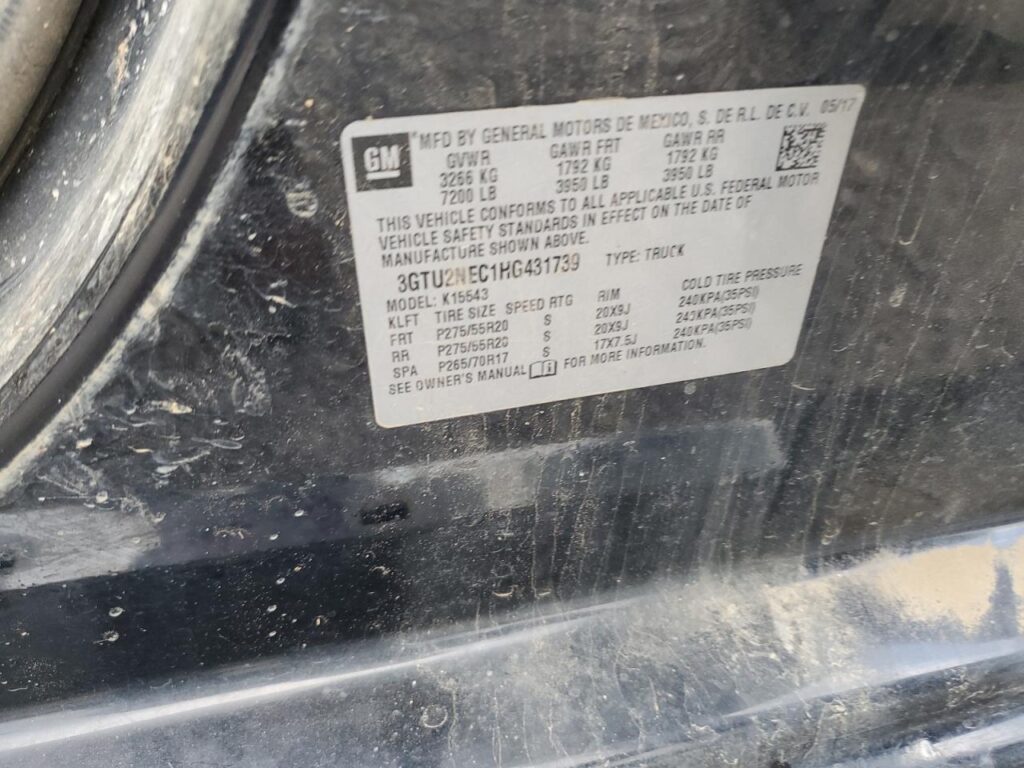 GM
MFD BY GENERAL MOTORS DE MEXICO, S. DE R.L. DE C.V. 05/17
GVWR GAWR FRT GAWR RR
3266 KG 1792 KG 1792 KG
7200 LB 3950 LB 3950 LB
THIS VEHICLE CONFORMS TO ALL APPLICABLE U.S. FEDERAL MOTOR
VEHICLE SAFETY STANDARDS IN EFFECT ON THE DATE OF
MANUFACTURE SHOWN ABOVE.
3GTU2NEC1HG431739 TYPE: TRUCK
MODEL: K15543
KLFT TIRE SIZE SPEED RTG RIM COLD TIRE PRESSURE
FRT P275/55R20 S 20X9J 240KPA(35PSI)
RR P275/55R20 S 20X9J 240KPA(35PSI)
SPA P265/70R17 S 17X7.5J 240KPA(35PSI)
SEE OWNER'S MANUAL FOR MORE INFORMATION.